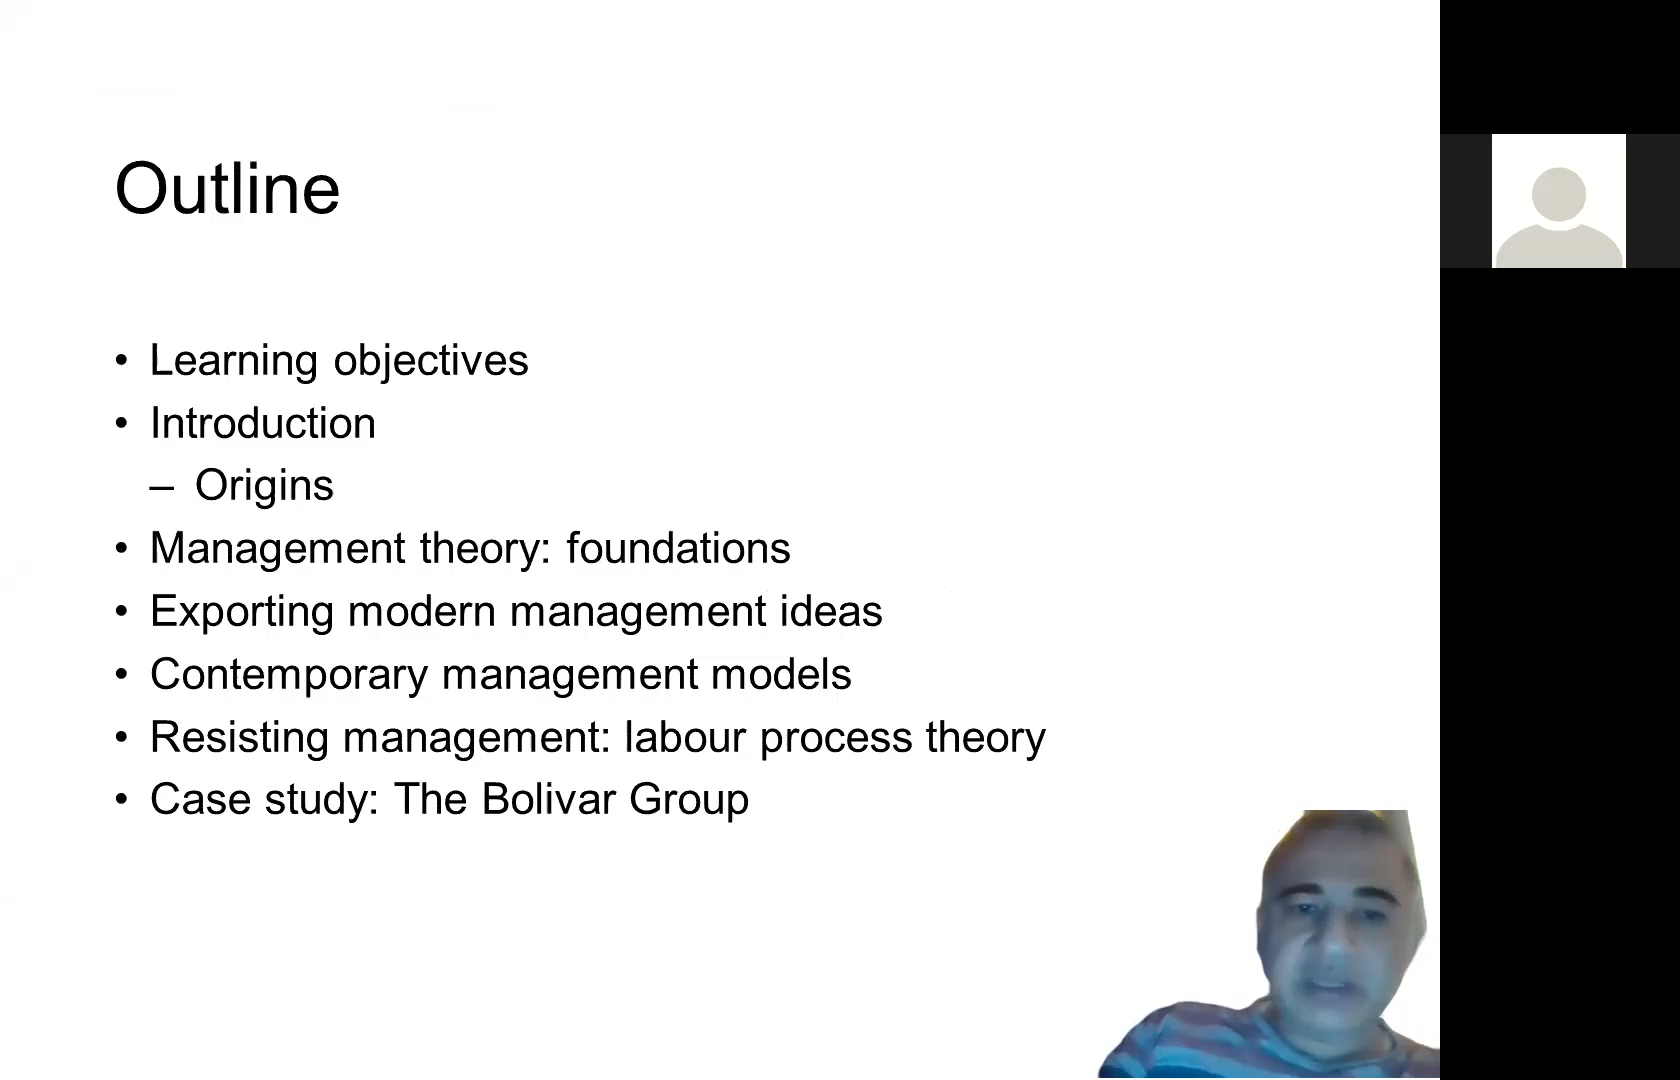 Outline
• Learning objectives
• Introduction
– Origins
• Management theory: foundations
• Exporting modern management ideas
• Contemporary management models
• Resisting management: labour process theory
• Case study: The Bolivar Group